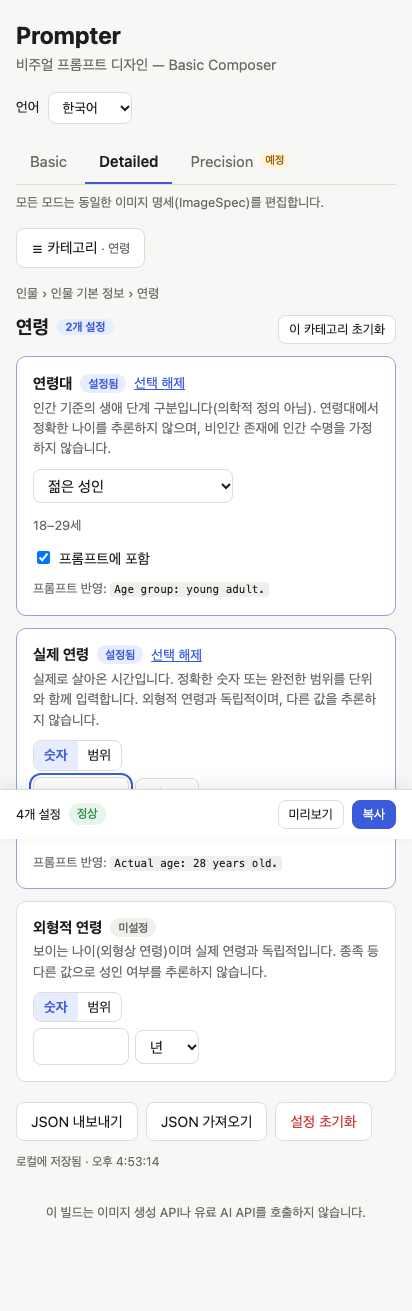 Prompter
비주얼 프롬프트 디자인 — Basic Composer
언어 한국어
Basic Detailed Precision 예정
모든 모드는 동일한 이미지 명세(ImageSpec)를 편집합니다.
≡ 카테고리 · 연령
인물 › 인물 기본 정보 › 연령
연령 2개 설정 이 카테고리 초기화
연령대 설정됨 선택 해제
인간 기준의 생애 단계 구분입니다(의학적 정의 아님). 연령대에서
정확한 나이를 추론하지 않으며, 비인간 존재에 인간 수명을 가정
하지 않습니다.
젊은 성인
18–29세
프롬프트에 포함
프롬프트 반영: Age group: young adult.
실제 연령 설정됨 선택 해제
실제로 살아온 시간입니다. 정확한 숫자 또는 완전한 범위를 단위
와 함께 입력합니다. 외형적 연령과 독립적이며, 다른 값을 추론하
지 않습니다.
숫자 범위
4개 설정 정상 미리보기 복사
프롬프트 반영: Actual age: 28 years old.
외형적 연령 미설정
보이는 나이(외형상 연령)이며 실제 연령과 독립적입니다. 종족 등
다른 값으로 성인 여부를 추론하지 않습니다.
숫자 범위
년
JSON 내보내기 JSON 가져오기 설정 초기화
로컬에 저장됨 · 오후 4:53:14
이 빌드는 이미지 생성 API나 유료 AI API를 호출하지 않습니다.